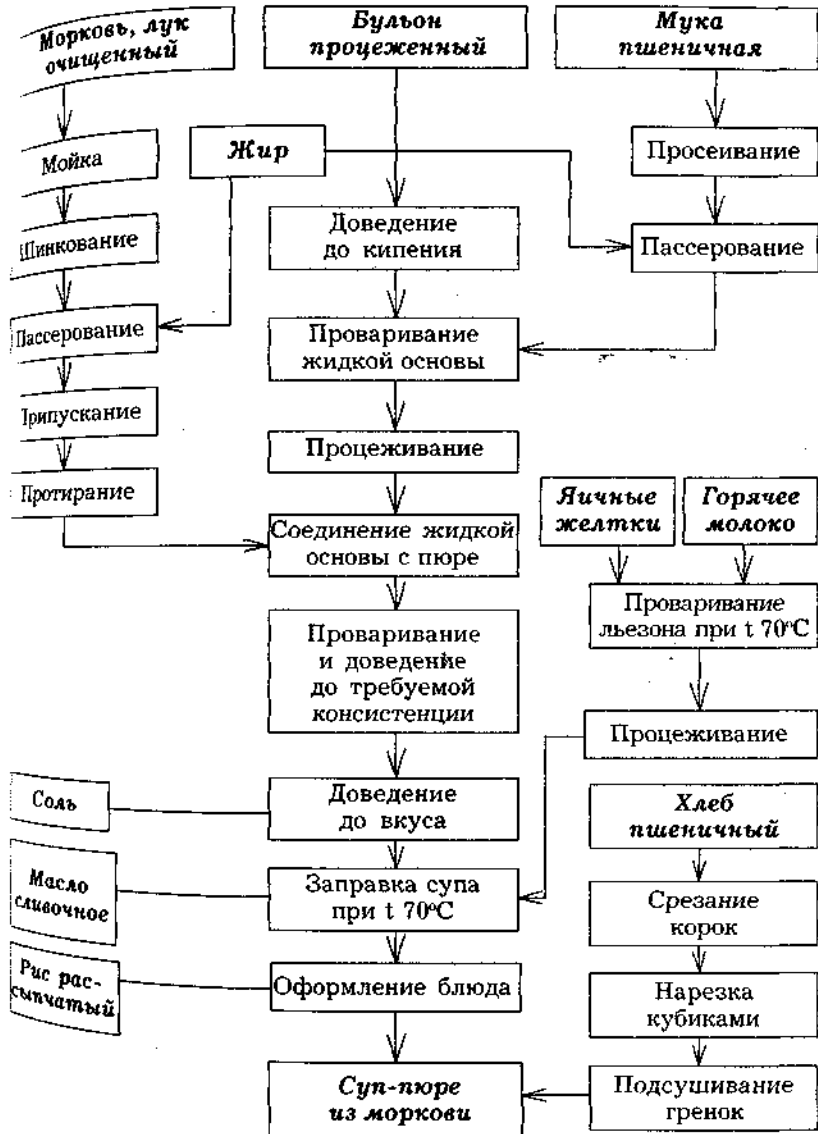 Морковь, лук
очищенный
Бульон
процеженный
Мука
пшеничная
Мойка
Жир
Просеивание
Шинкование
Доведение
до кипения
Пассерование
Пассерование
Проваривание
жидкой основы
Припускание
Процеживание
Протирание
Яичные
желтки
Горячее
молоко
Соединение жидкой
основы с пюре
Проваривание
льезона при t 70°C
Проваривание
и доведение
до требуемой
консистенции
Процеживание
Соль
Доведение
до вкуса
Хлеб
пшеничный
Масло
сливочное
Заправка супа
при t 70°C
Срезание
корок
Рис рас-
сыпчатый
Оформление блюда
Нарезка
кубиками
Суп-пюре
из моркови
Подсушивание
гренок